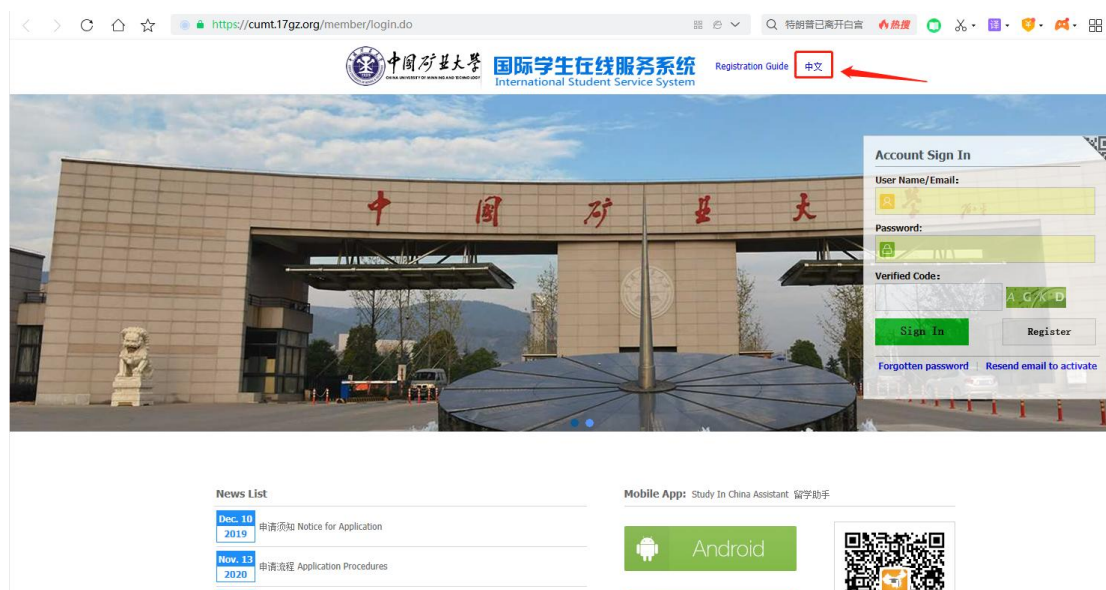 https://cumt.17gz.org/member/login.do
特朗普已离开白宫
热搜
译
中国矿业大学
CHINA UNIVERSITY OF MINING AND TECHNOLOGY
国际学生在线服务系统
International Student Service System
Registration Guide
中文
中国矿业大学
Account Sign In
User Name/Email:
Password:
Verified Code:
A G K D
Sign In
Register
Forgotten password
Resend email to activate
News List
Dec. 10
2019
申请须知 Notice for Application
Nov. 13
2020
申请流程 Application Procedures
Mobile App: Study In China Assistant 留学助手
Android